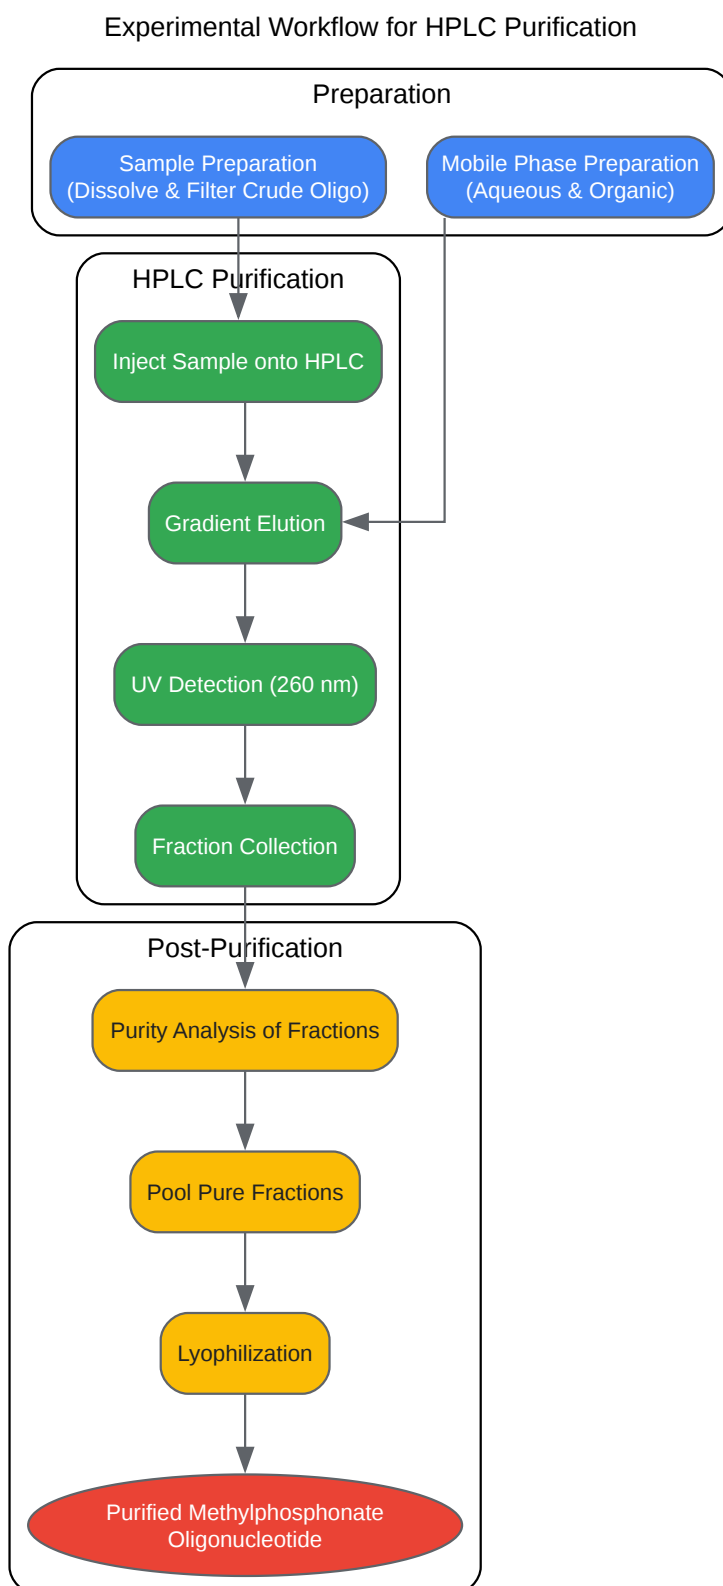 Experimental Workflow for HPLC Purification
Preparation
Sample Preparation
(Dissolve & Filter Crude Oligo)
Mobile Phase Preparation
(Aqueous & Organic)
HPLC Purification
Inject Sample onto HPLC
Gradient Elution
UV Detection (260 nm)
Fraction Collection
Post-Purification
Purity Analysis of Fractions
Pool Pure Fractions
Lyophilization
Purified Methylphosphonate
Oligonucleotide